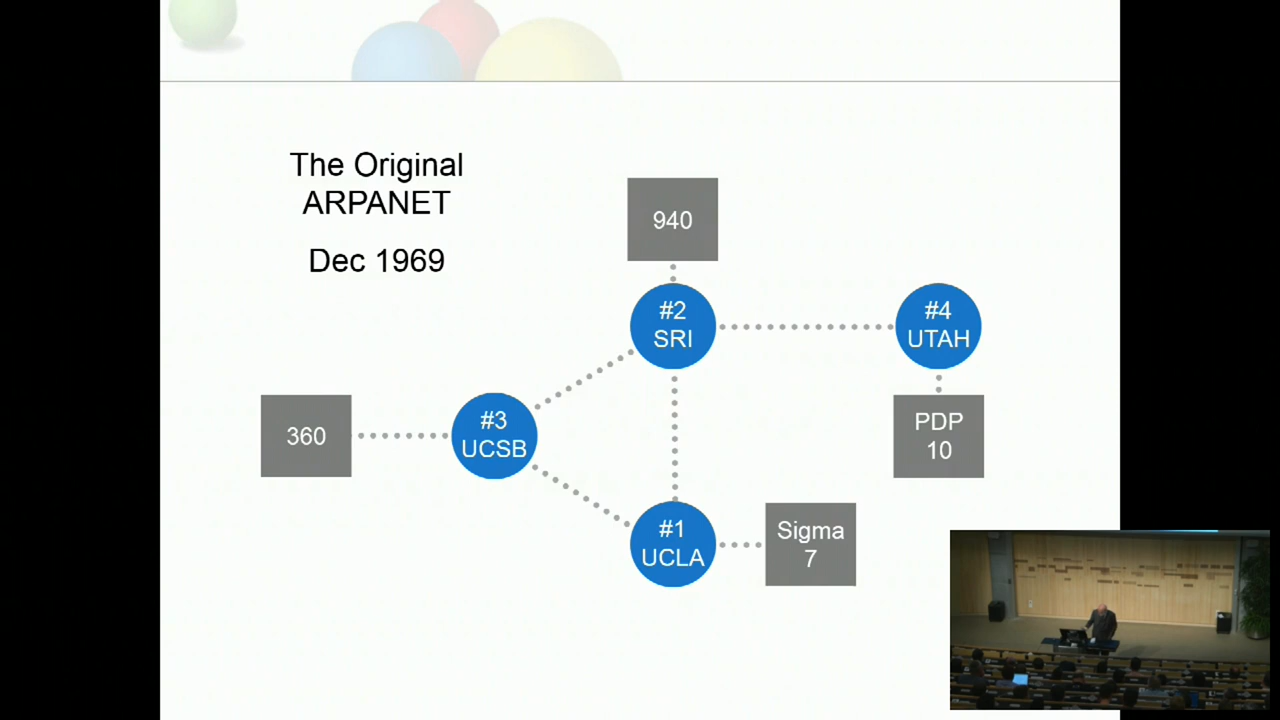 The Original
ARPANET
Dec 1969
940
#2
SRI
#4
UTAH
360
#3
UCSB
PDP
10
#1
UCLA
Sigma
7